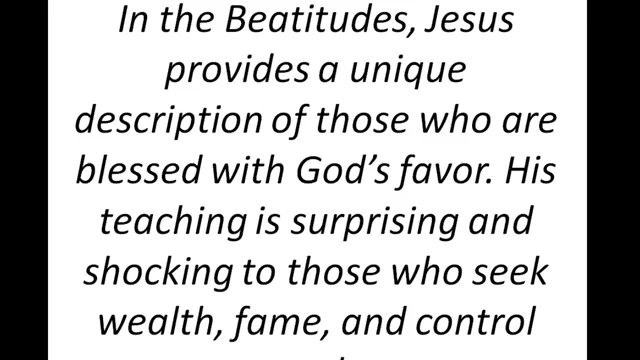 In the Beatitudes, Jesus
provides a unique
description of those who are
blessed with God’s favor. His
teaching is surprising and
shocking to those who seek
wealth, fame, and control